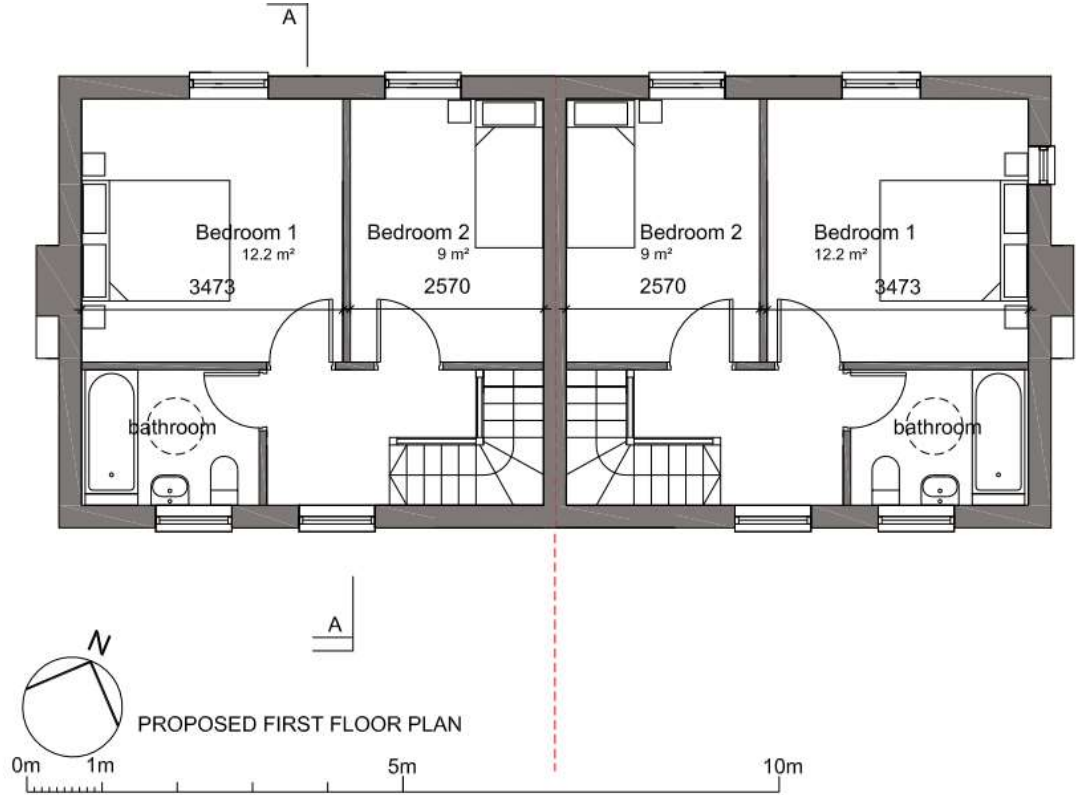 A
Bedroom 1
12.2 m²
3473
Bedroom 2
9 m²
2570
Bedroom 2
9 m²
2570
Bedroom 1
12.2 m²
3473
bathroom
bathroom
A
N
PROPOSED FIRST FLOOR PLAN
0m 1m 5m 10m